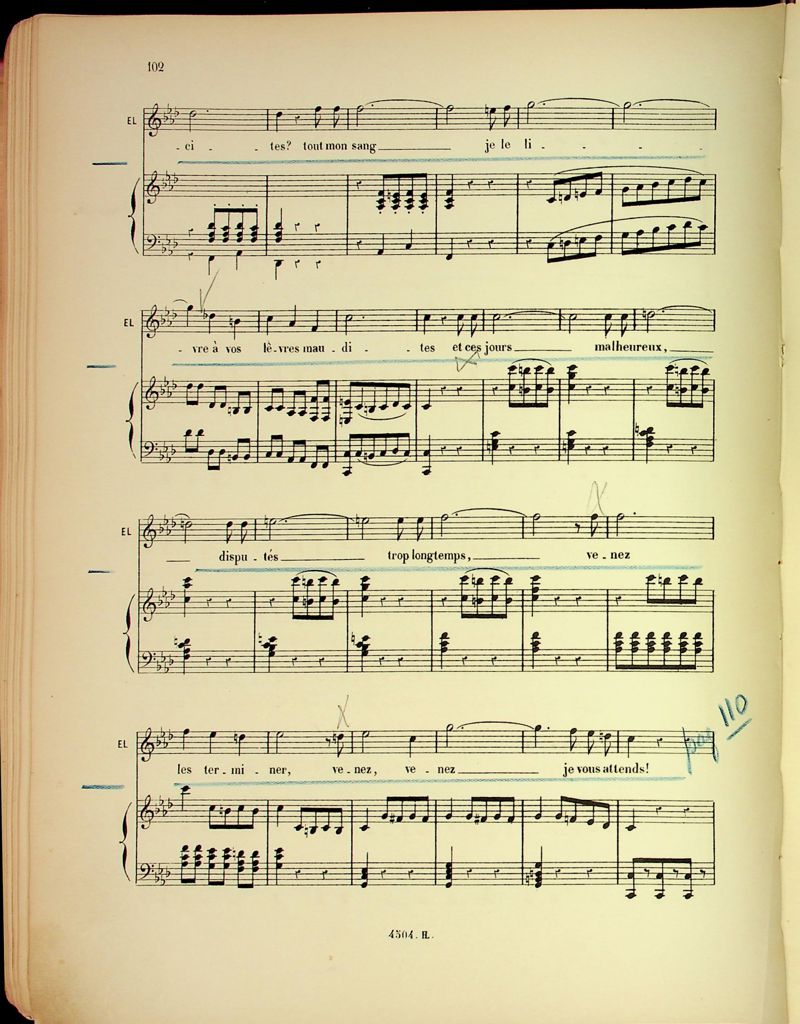 102
EL
- ci - - tes? tout mon sang je le li - - - -
EL
- vre à vos lè - vres mau - di - - tes et ces jours malheureux,
EL
dispu - tés trop longtemps, ve - nez
EL
les ter - mi - ner, ve - nez, ve - nez je vous attends!
pag 110
4504. H.